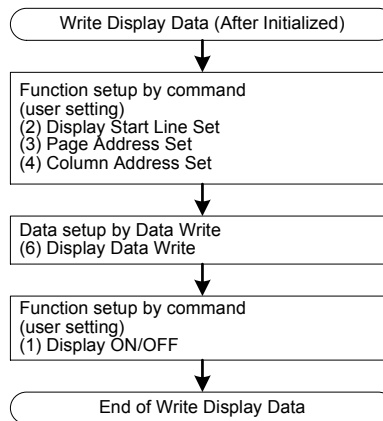 Write Display Data (After Initialized)
Function setup by command
(user setting)
(2) Display Start Line Set
(3) Page Address Set
(4) Column Address Set
Data setup by Data Write
(6) Display Data Write
Function setup by command
(user setting)
(1) Display ON/OFF
End of Write Display Data